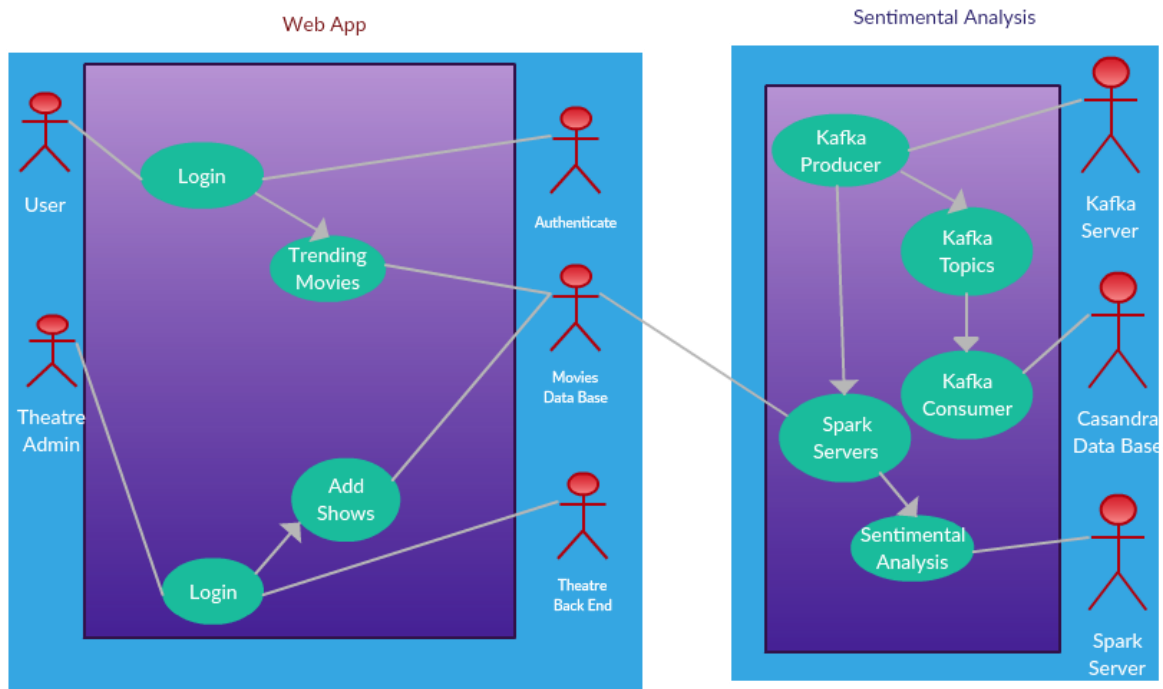 Web App
User
Theatre
Admin
Login
Trending
Movies
Add
Shows
Login
Authenticate
Movies
Data Base
Theatre
Back End
Sentimental Analysis
Kafka
Producer
Kafka
Topics
Kafka
Consumer
Spark
Servers
Sentimental
Analysis
Kafka
Server
Casandra
Data Base
Spark
Server